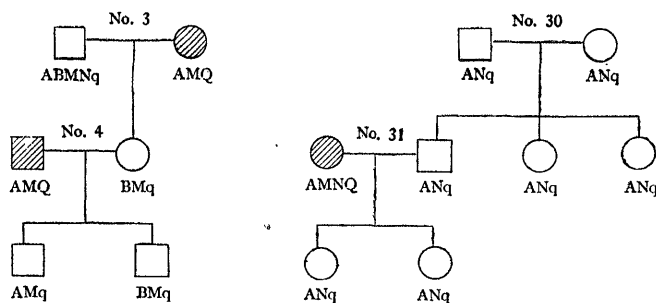 No. 3
ABMNq AMQ
No. 4
AMQ BMq
AMq BMq
No. 30
ANq ANq
No. 31
AMNQ ANq ANq ANq
ANq ANq